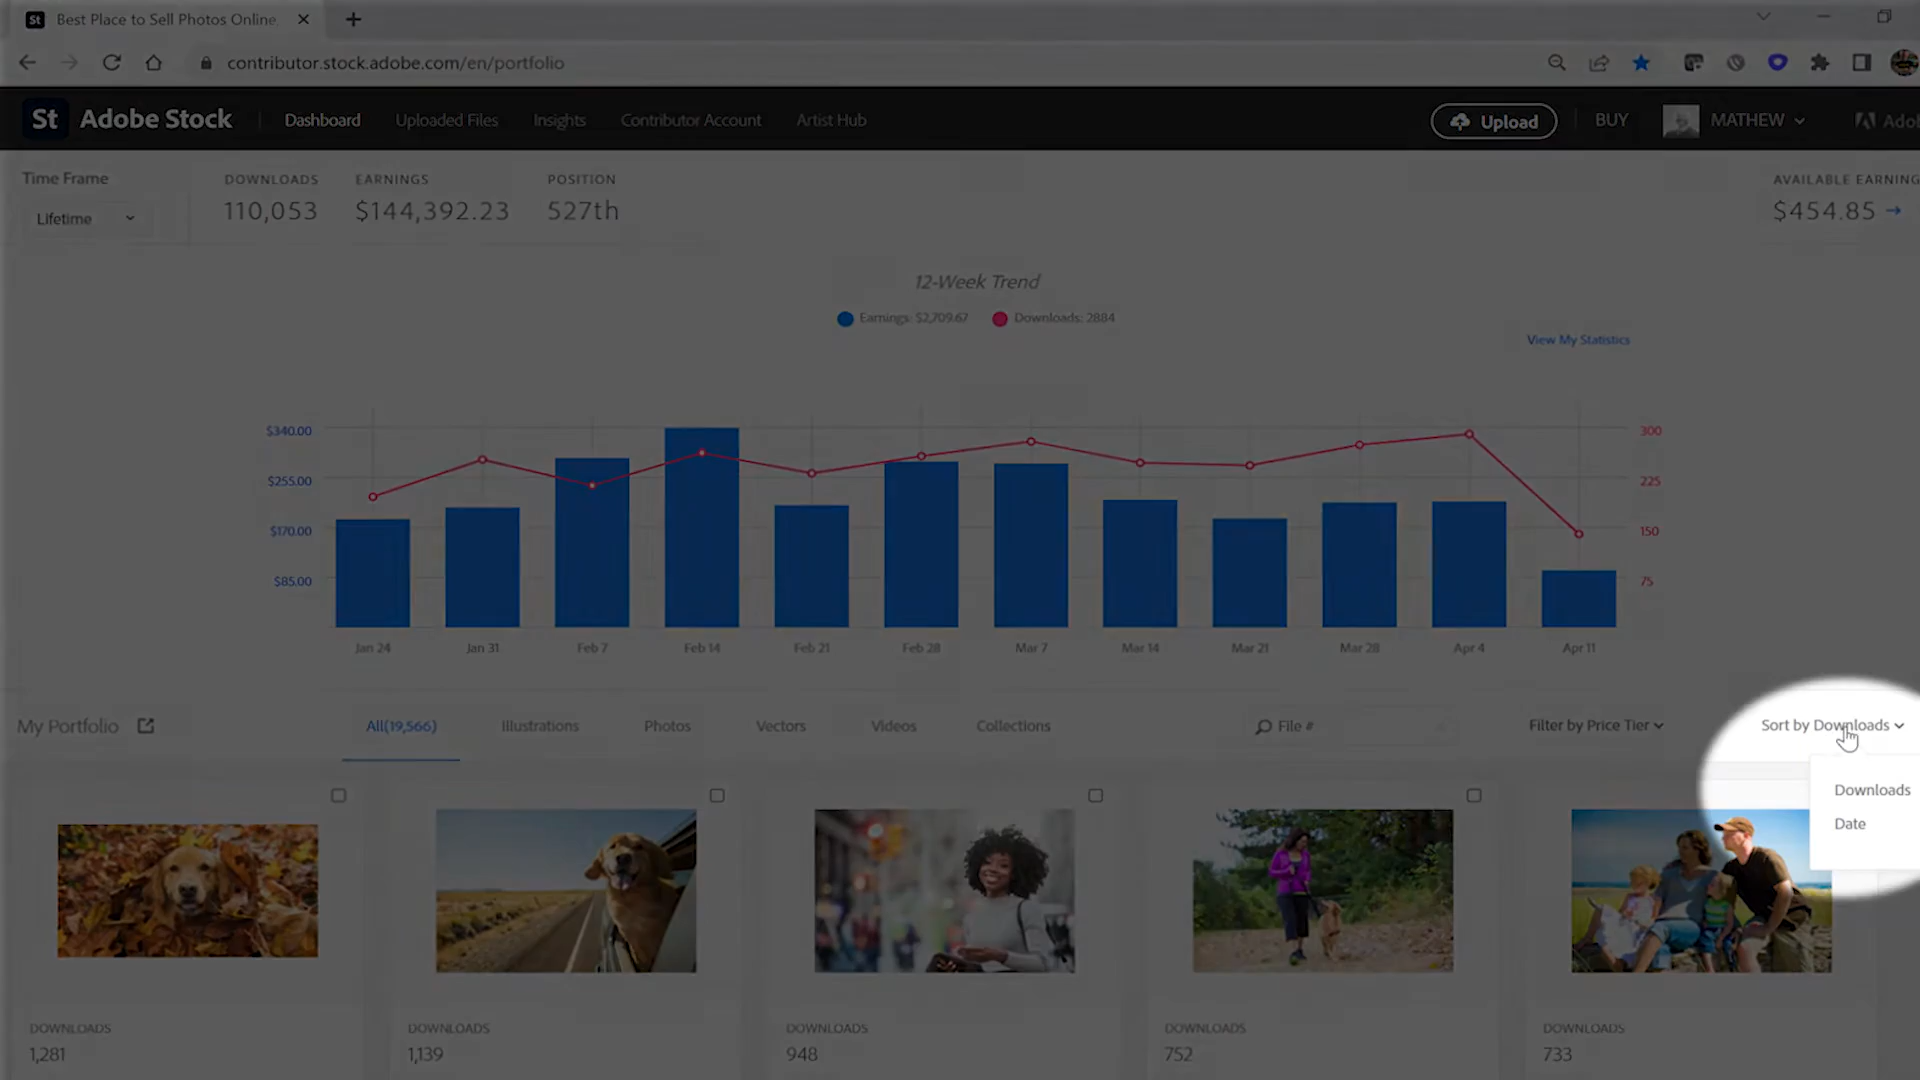 St Best Place to Sell Photos Online
contributor.stock.adobe.com/en/portfolio
St Adobe Stock Dashboard Uploaded Files Insights Contributor Account Artist Hub Upload BUY MATHEW
Time Frame DOWNLOADS EARNINGS POSITION AVAILABLE EARNING
Lifetime 110,053 $144,392.23 527th $454.85
12-Week Trend
Earnings: $2,709.67 Downloads: 2884
View My Statistics
$340.00 300
$255.00 225
$170.00 150
$85.00 75
Jan 24 Jan 31 Feb 7 Feb 14 Feb 21 Feb 28 Mar 7 Mar 14 Mar 21 Mar 28 Apr 4 Apr 11
My Portfolio All(19,566) Illustrations Photos Vectors Videos Collections File # Filter by Price Tier Sort by Downloads
Downloads
Date
DOWNLOADS DOWNLOADS DOWNLOADS DOWNLOADS DOWNLOADS
1,281 1,139 948 752 733